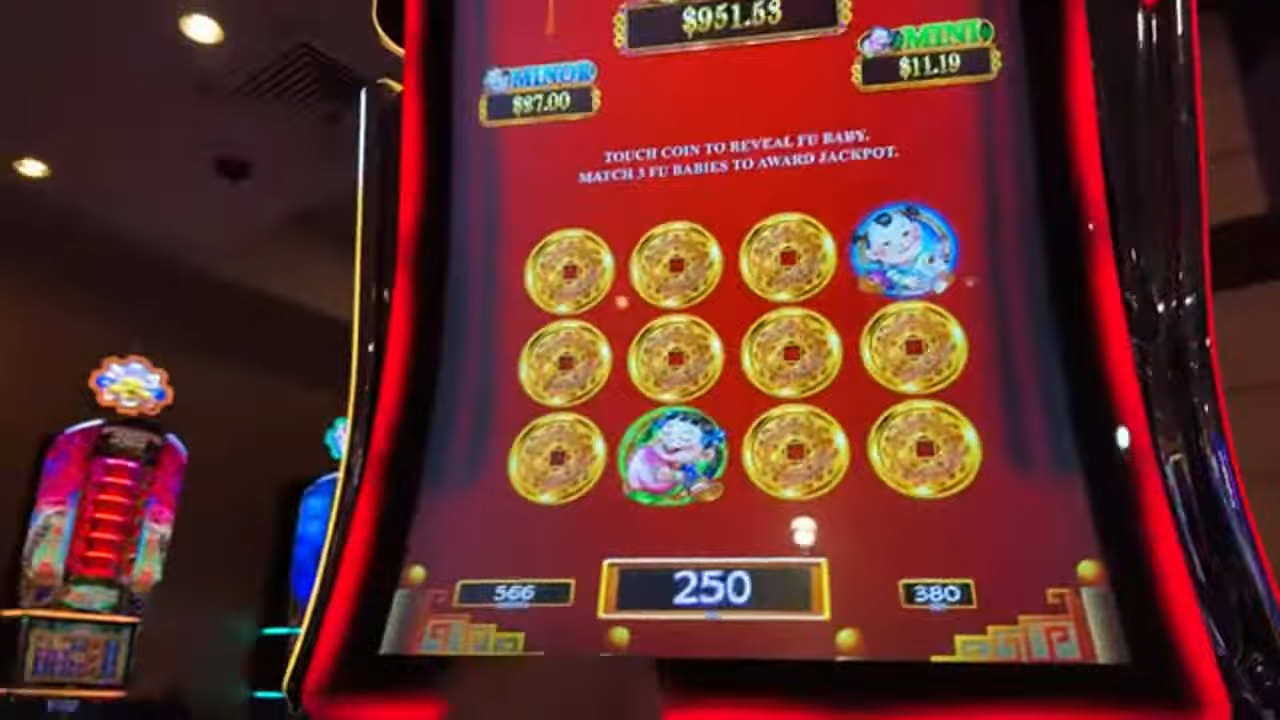 $951.53
MINI
$11.19
MINOR
$87.00
TOUCH COIN TO REVEAL FU BABY.
MATCH 3 FU BABIES TO AWARD JACKPOT.
566
250
380